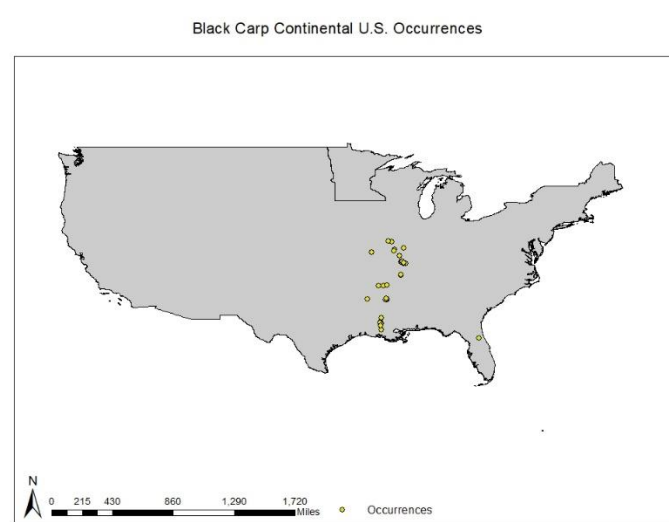 Black Carp Continental U.S. Occurrences
N
0 215 430 860 1,290 1,720
Miles
Occurrences